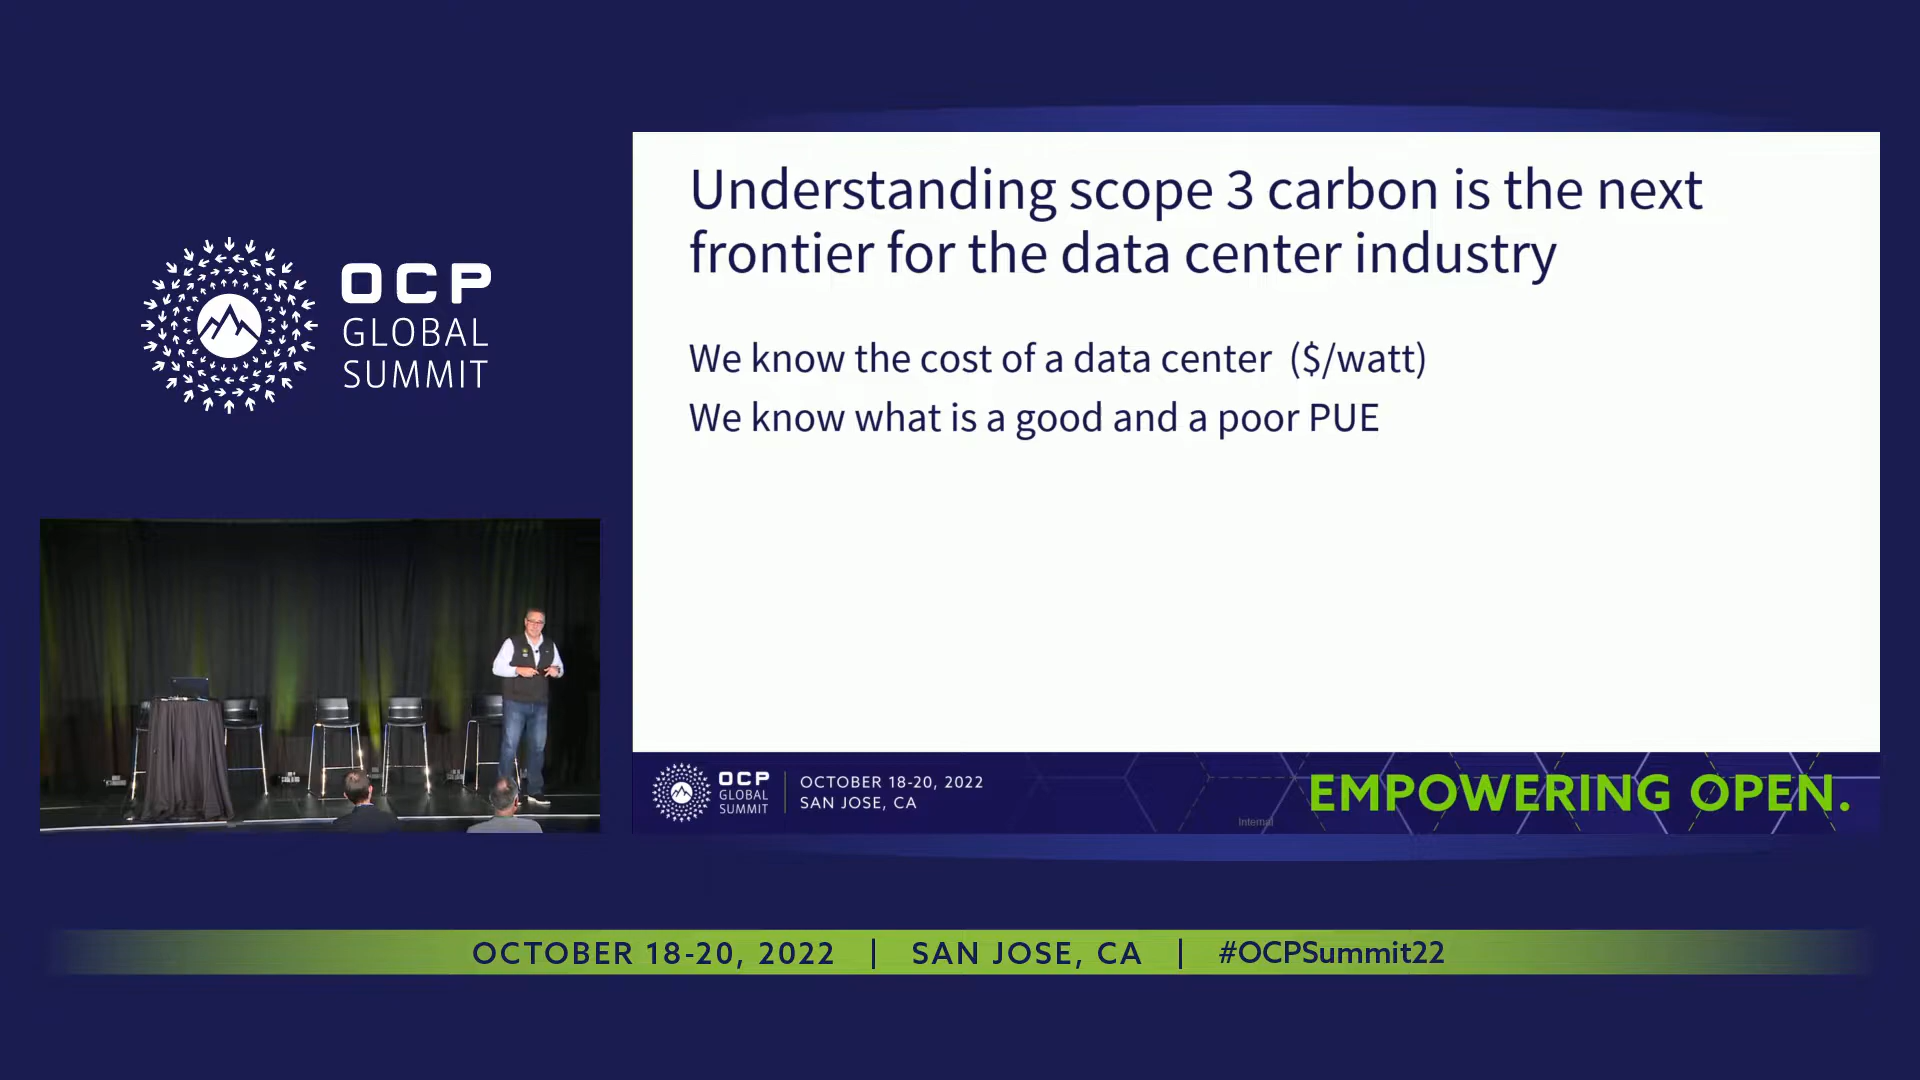 OCP
GLOBAL
SUMMIT
Understanding scope 3 carbon is the next
frontier for the data center industry
We know the cost of a data center ($/watt)
We know what is a good and a poor PUE
OCP
GLOBAL
SUMMIT
OCTOBER 18-20, 2022
SAN JOSE, CA
Internal
EMPOWERING OPEN.
OCTOBER 18-20, 2022 | SAN JOSE, CA | #OCPSummit22